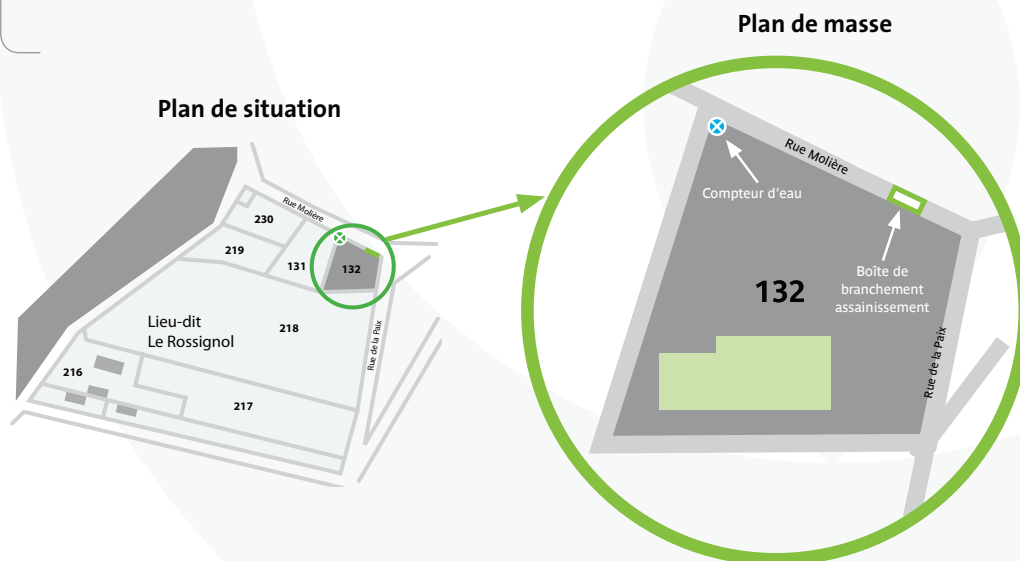 Plan de masse
Plan de situation
Rue Molière
230
219
131
132
218
Lieu-dit
Le Rossignol
Rue de la Paix
216
217
Rue Molière
Compteur d'eau
Boîte de
branchement
assainissement
132
Rue de la Paix